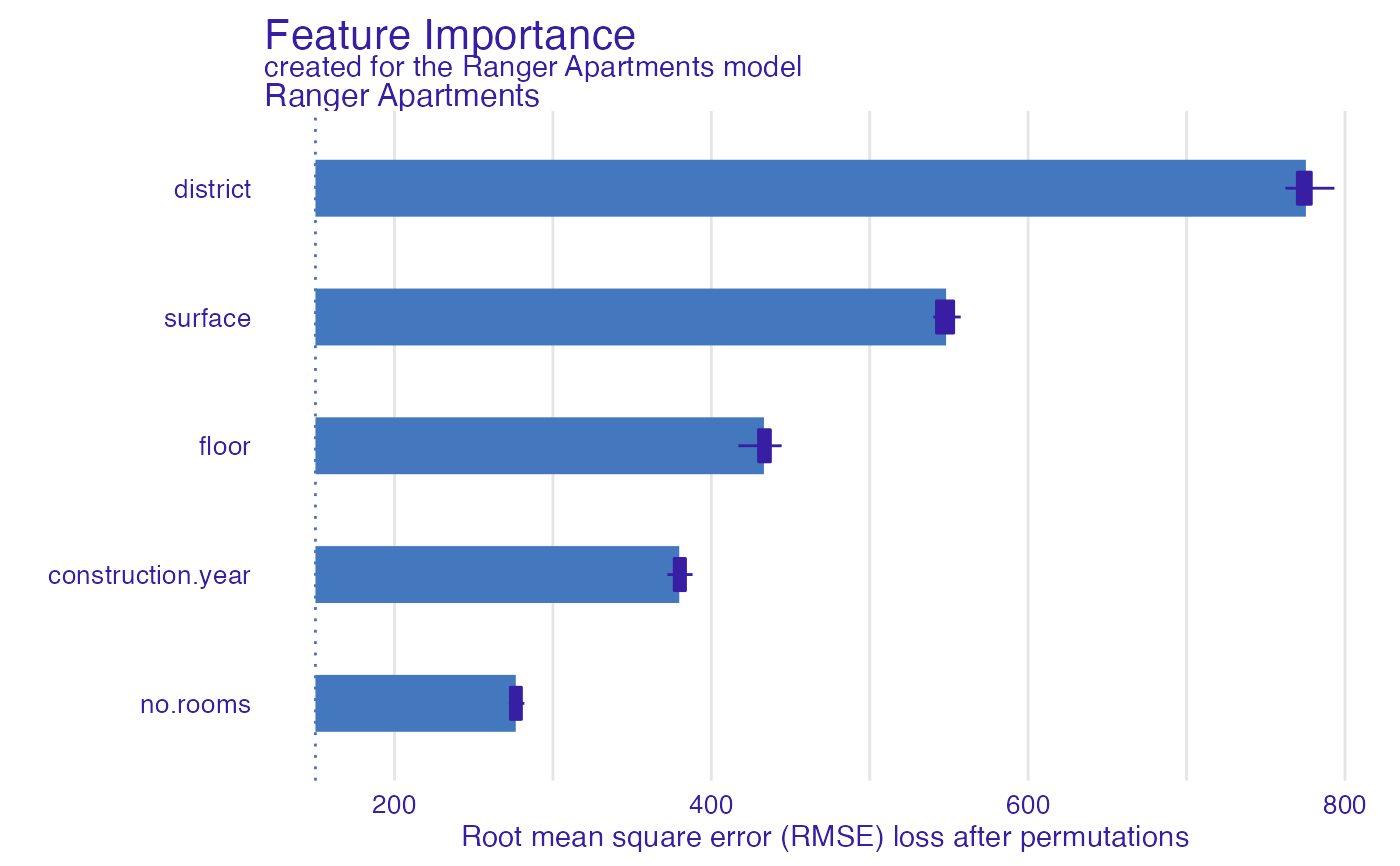 Feature Importance
created for the Ranger Apartments model
Ranger Apartments
district
surface
floor
construction.year
no.rooms
200 400 600 800
Root mean square error (RMSE) loss after permutations